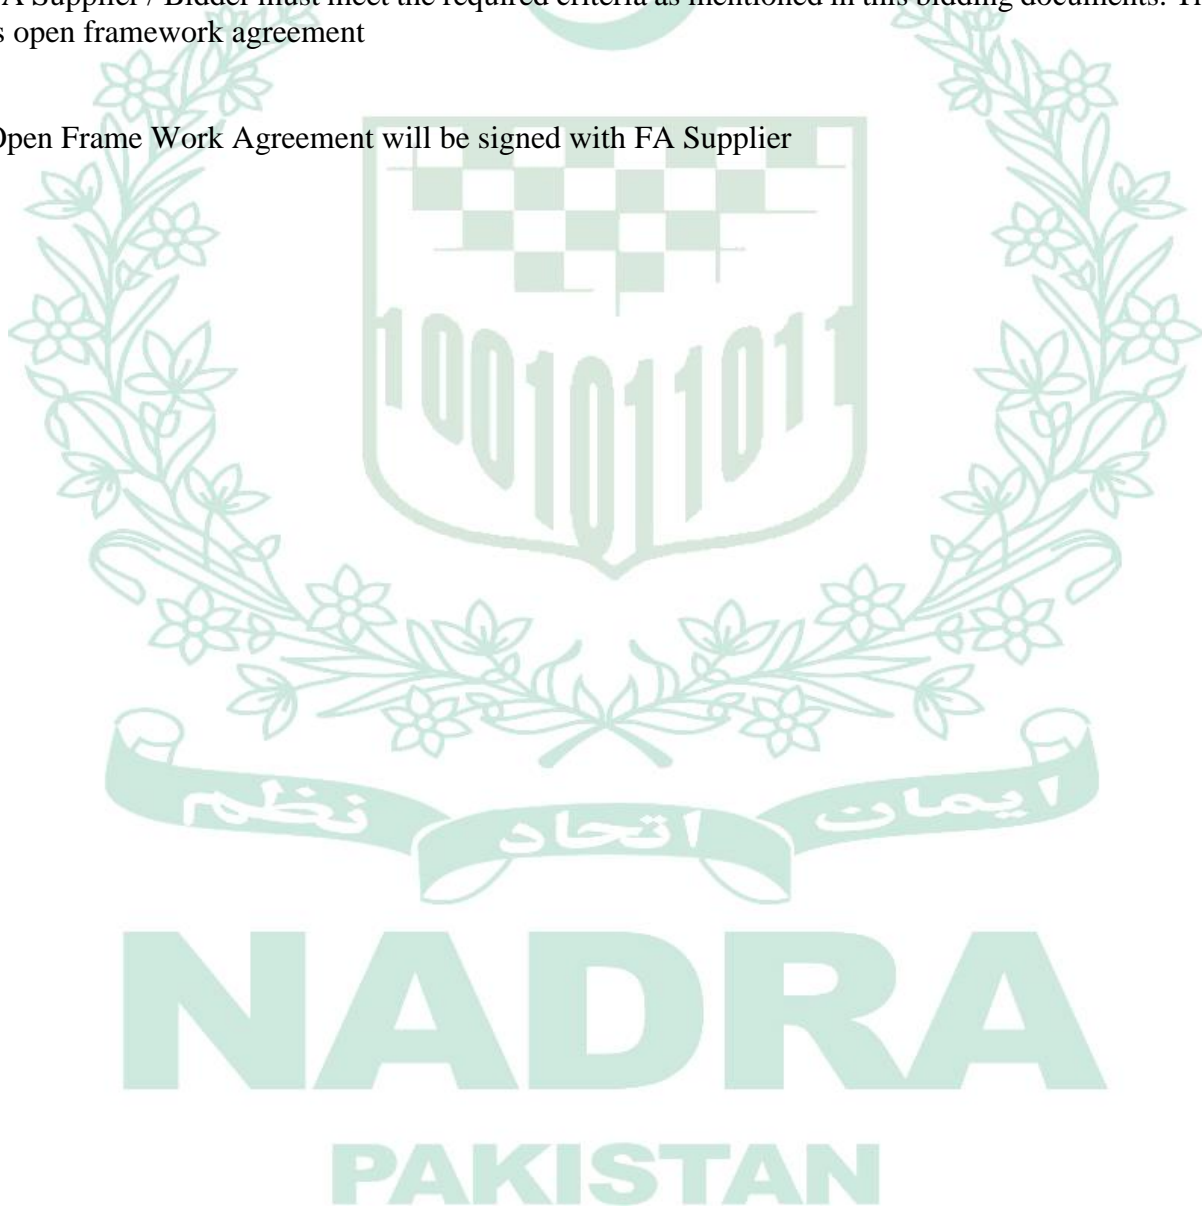 A Supplier / Bidder must meet the required criteria as mentioned in this bidding documents.
s open framework agreement
Open Frame Work Agreement will be signed with FA Supplier
1001011011
ایمان اتحاد نظم
NADRA
PAKISTAN